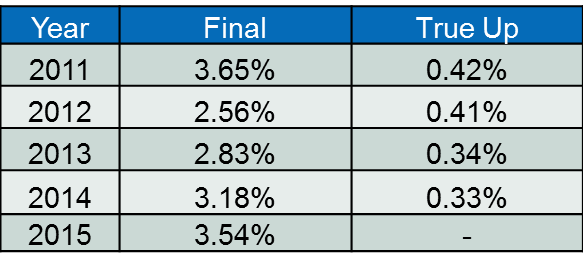 Year Final True Up
2011 3.65% 0.42%
2012 2.56% 0.41%
2013 2.83% 0.34%
2014 3.18% 0.33%
2015 3.54% -